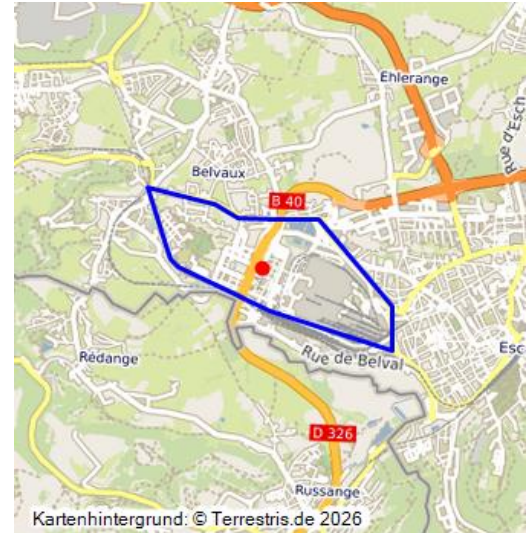 Ehlerange
Rue d'Esch
Belvaux
B 40
Rédange
Rue de Belval
Esc
D 326
Russange
Kartenhintergrund: © Terrestris.de 2026